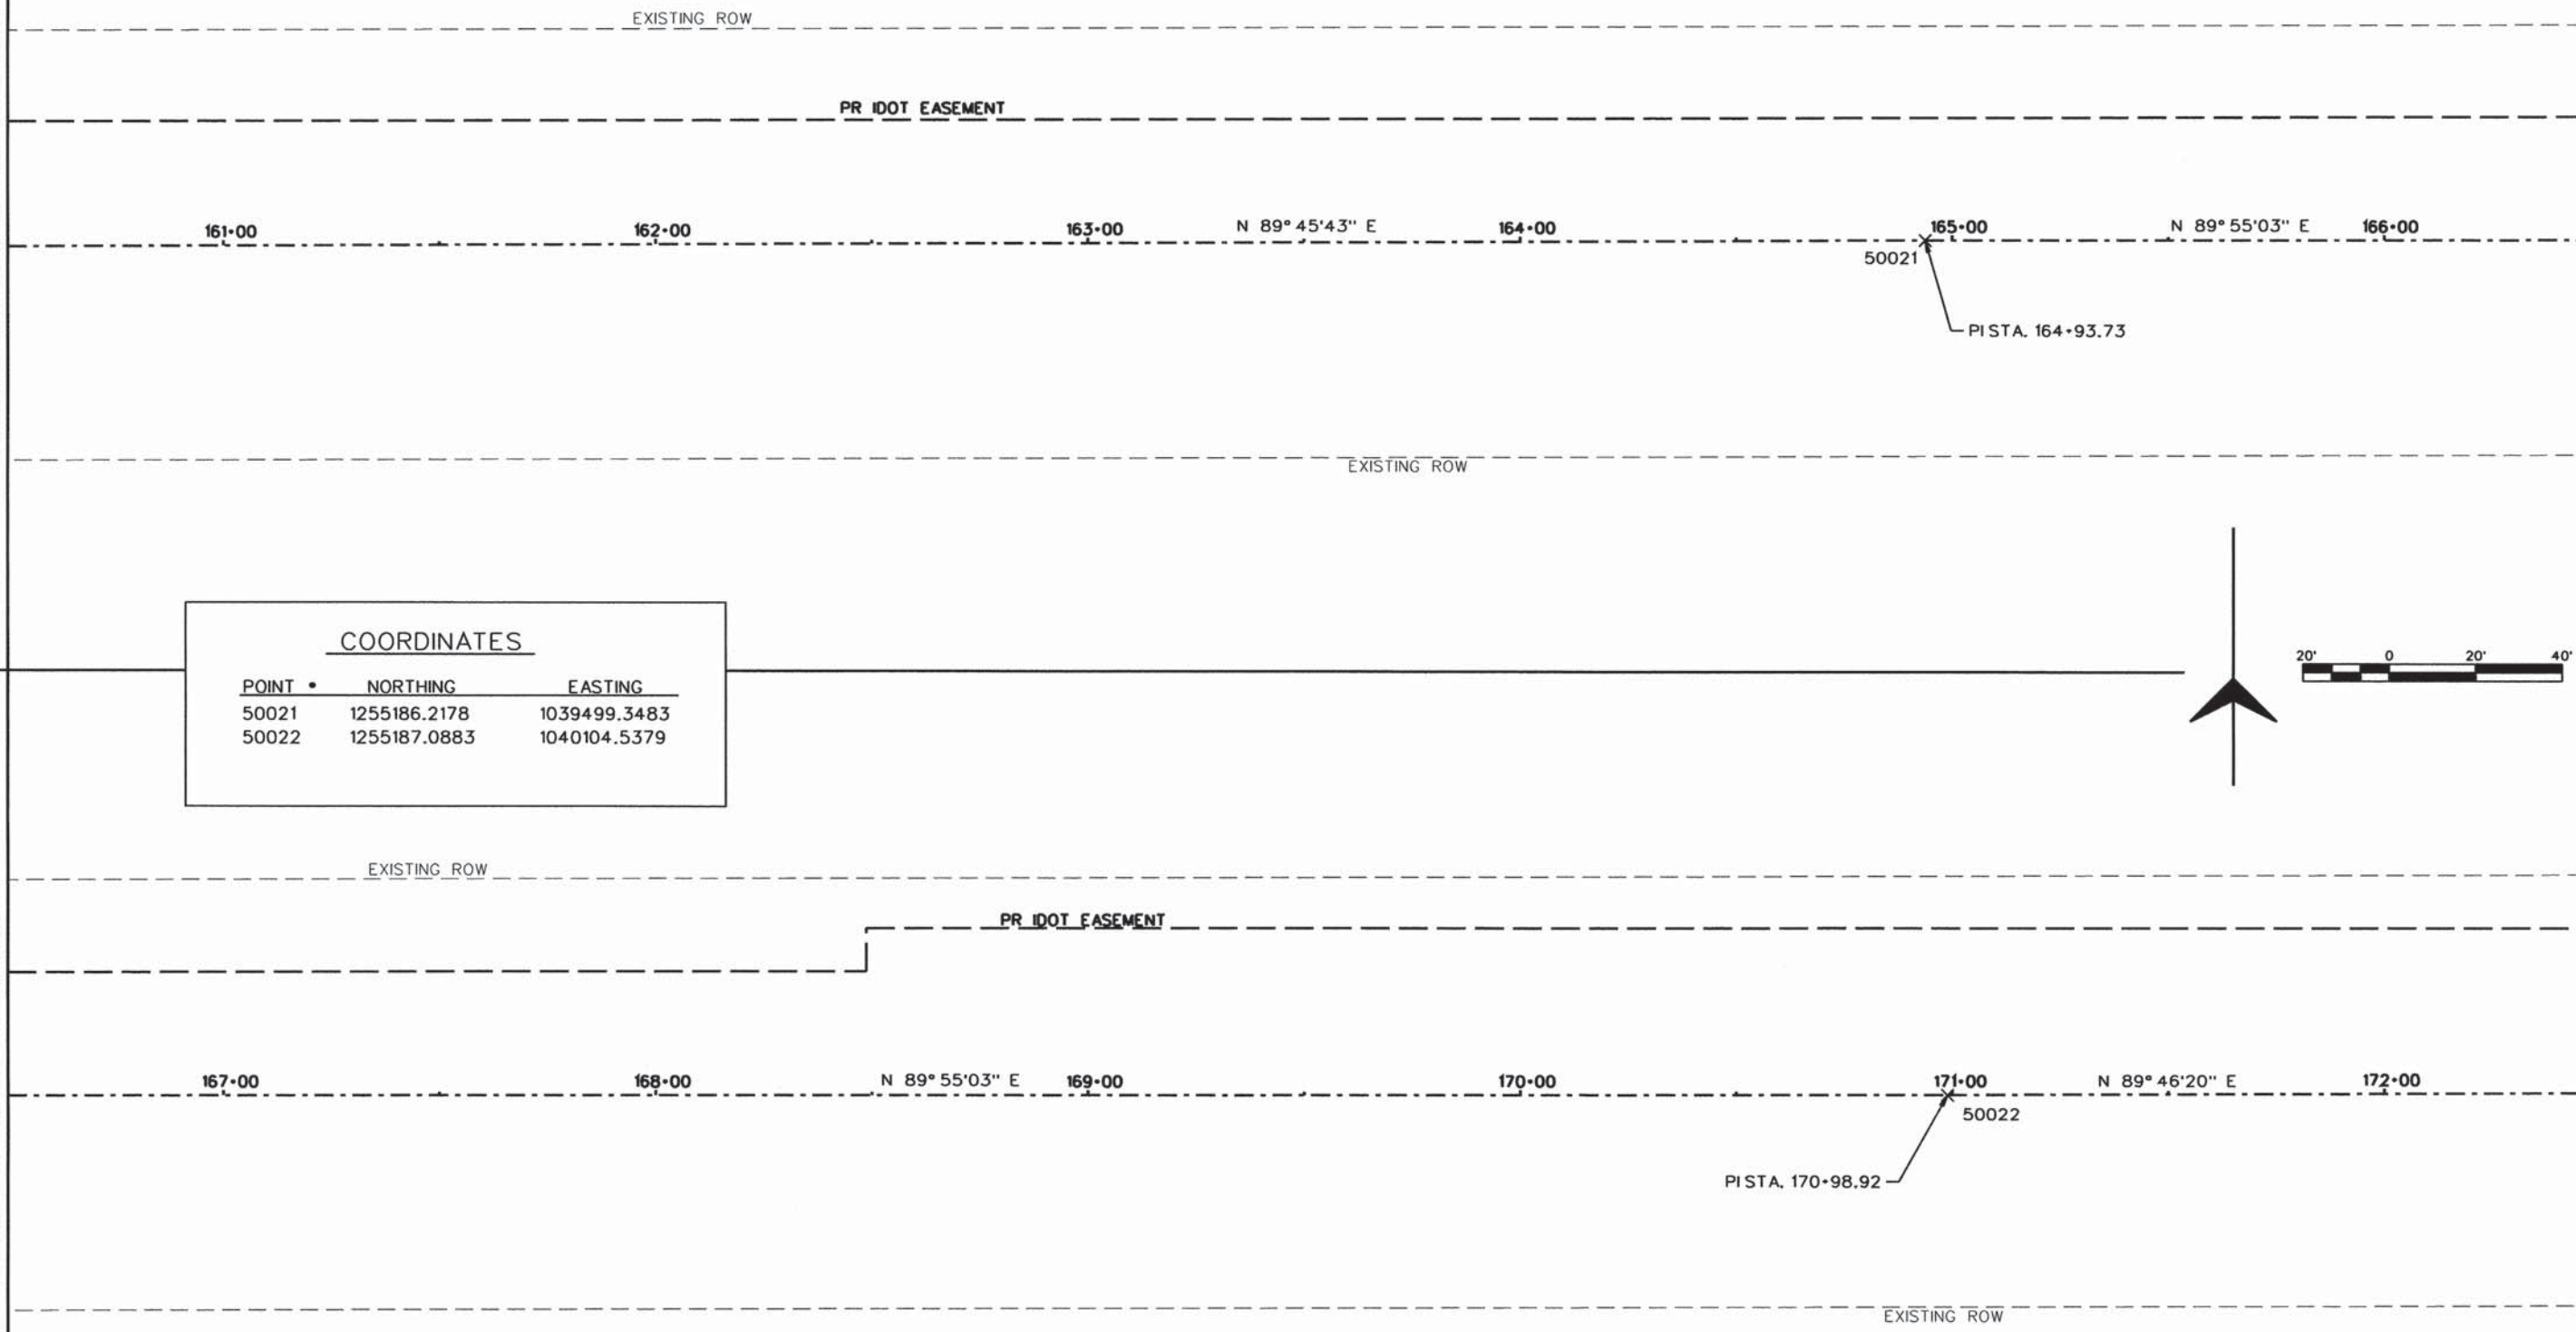 EXISTING ROW
PR IDOT EASEMENT
161+00 162+00 163+00 N 89°45'43" E 164+00 165+00 N 89°55'03" E 166+00
50021
PI STA. 164+93.73
EXISTING ROW
COORDINATES
POINT • NORTHING EASTING
50021 1255186.2178 1039499.3483
50022 1255187.0883 1040104.5379
20' 0 20' 40'
EXISTING ROW
PR IDOT EASEMENT
167+00 168+00 N 89°55'03" E 169+00 170+00 171+00 N 89°46'20" E 172+00
50022
PI STA. 170+98.92
EXISTING ROW